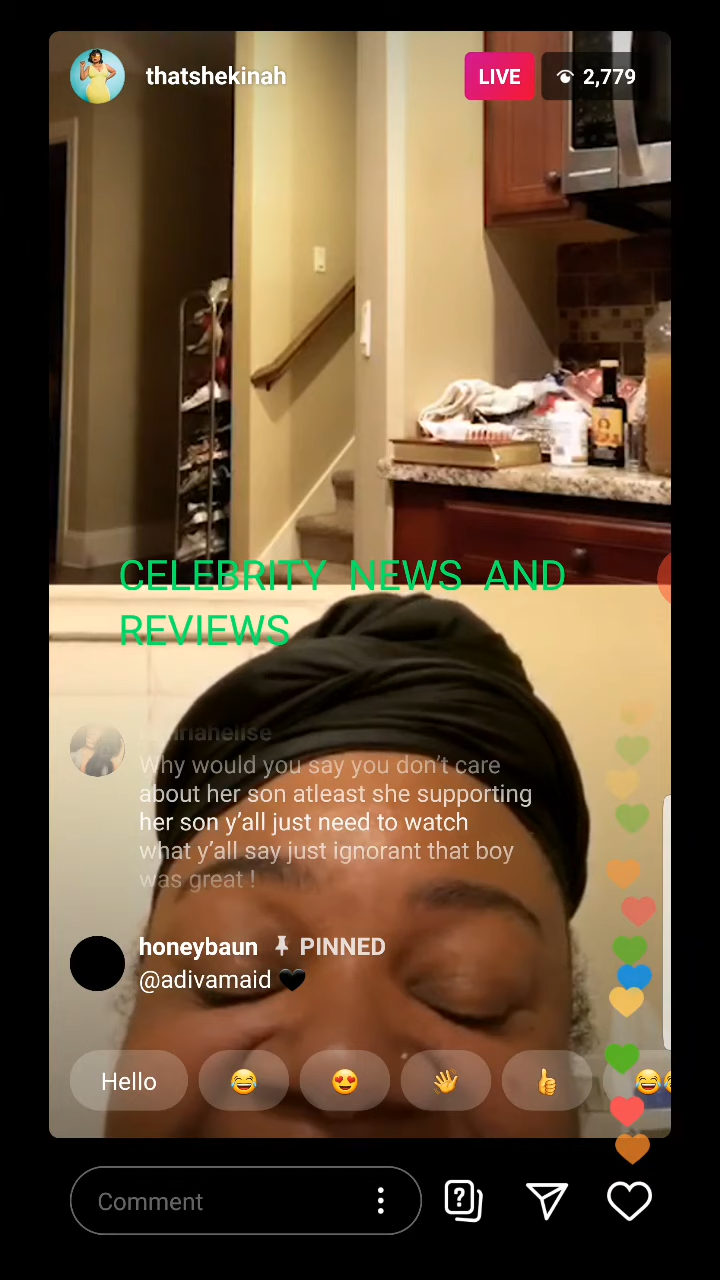 thatshekinah
LIVE
2,779
CELEBRITY NEWS AND
REVIEWS
Why would you say you don't care
about her son atleast she supporting
her son y'all just need to watch
what y'all say just ignorant that boy
was great !
honeybaun PINNED
@adivamaid 🖤
Hello
Comment